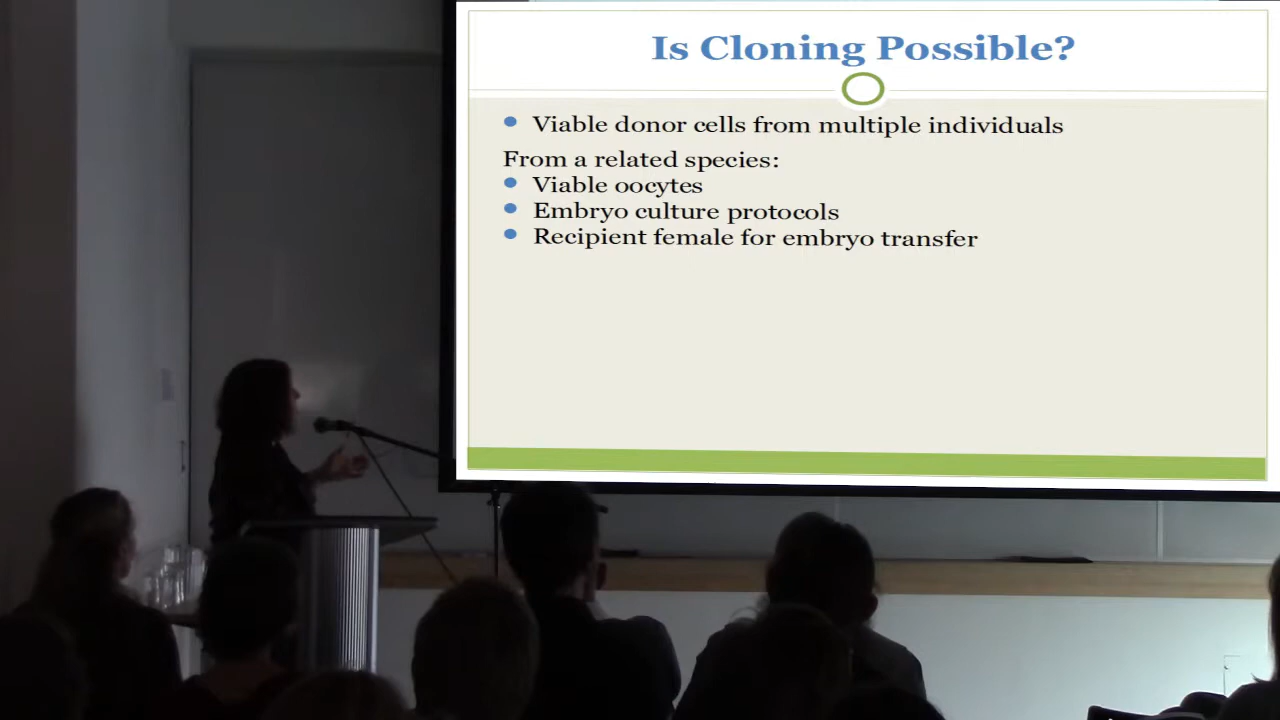 Is Cloning Possible?
Viable donor cells from multiple individuals
From a related species:
Viable oocytes
Embryo culture protocols
Recipient female for embryo transfer